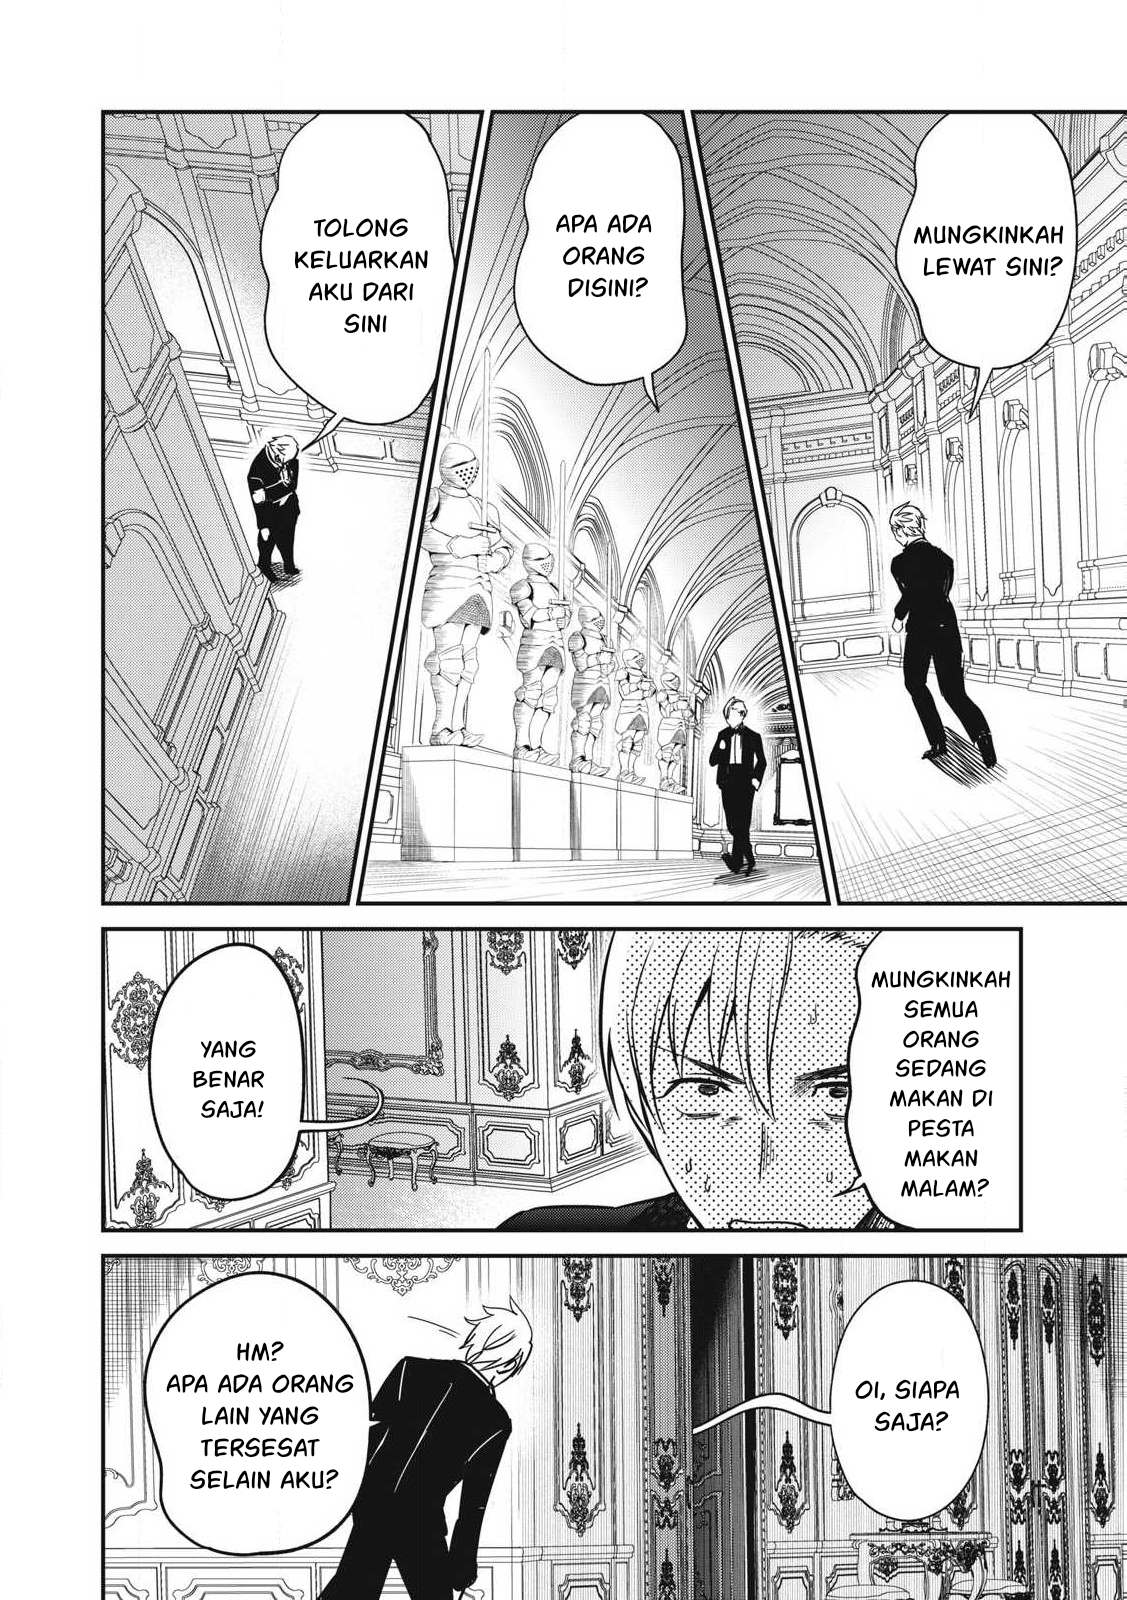 MUNGKINKAH
LEWAT SINI?
APA ADA
ORANG
DISINI?
TOLONG
KELUARKAN
AKU DARI
SINI
MUNGKINKAH
SEMUA
ORANG
SEDANG
MAKAN DI
PESTA
MAKAN
MALAM?
YANG
BENAR
SAJA!
OI, SIAPA
SAJA?
HM?
APA ADA ORANG
LAIN YANG
TERSESAT
SELAIN AKU?